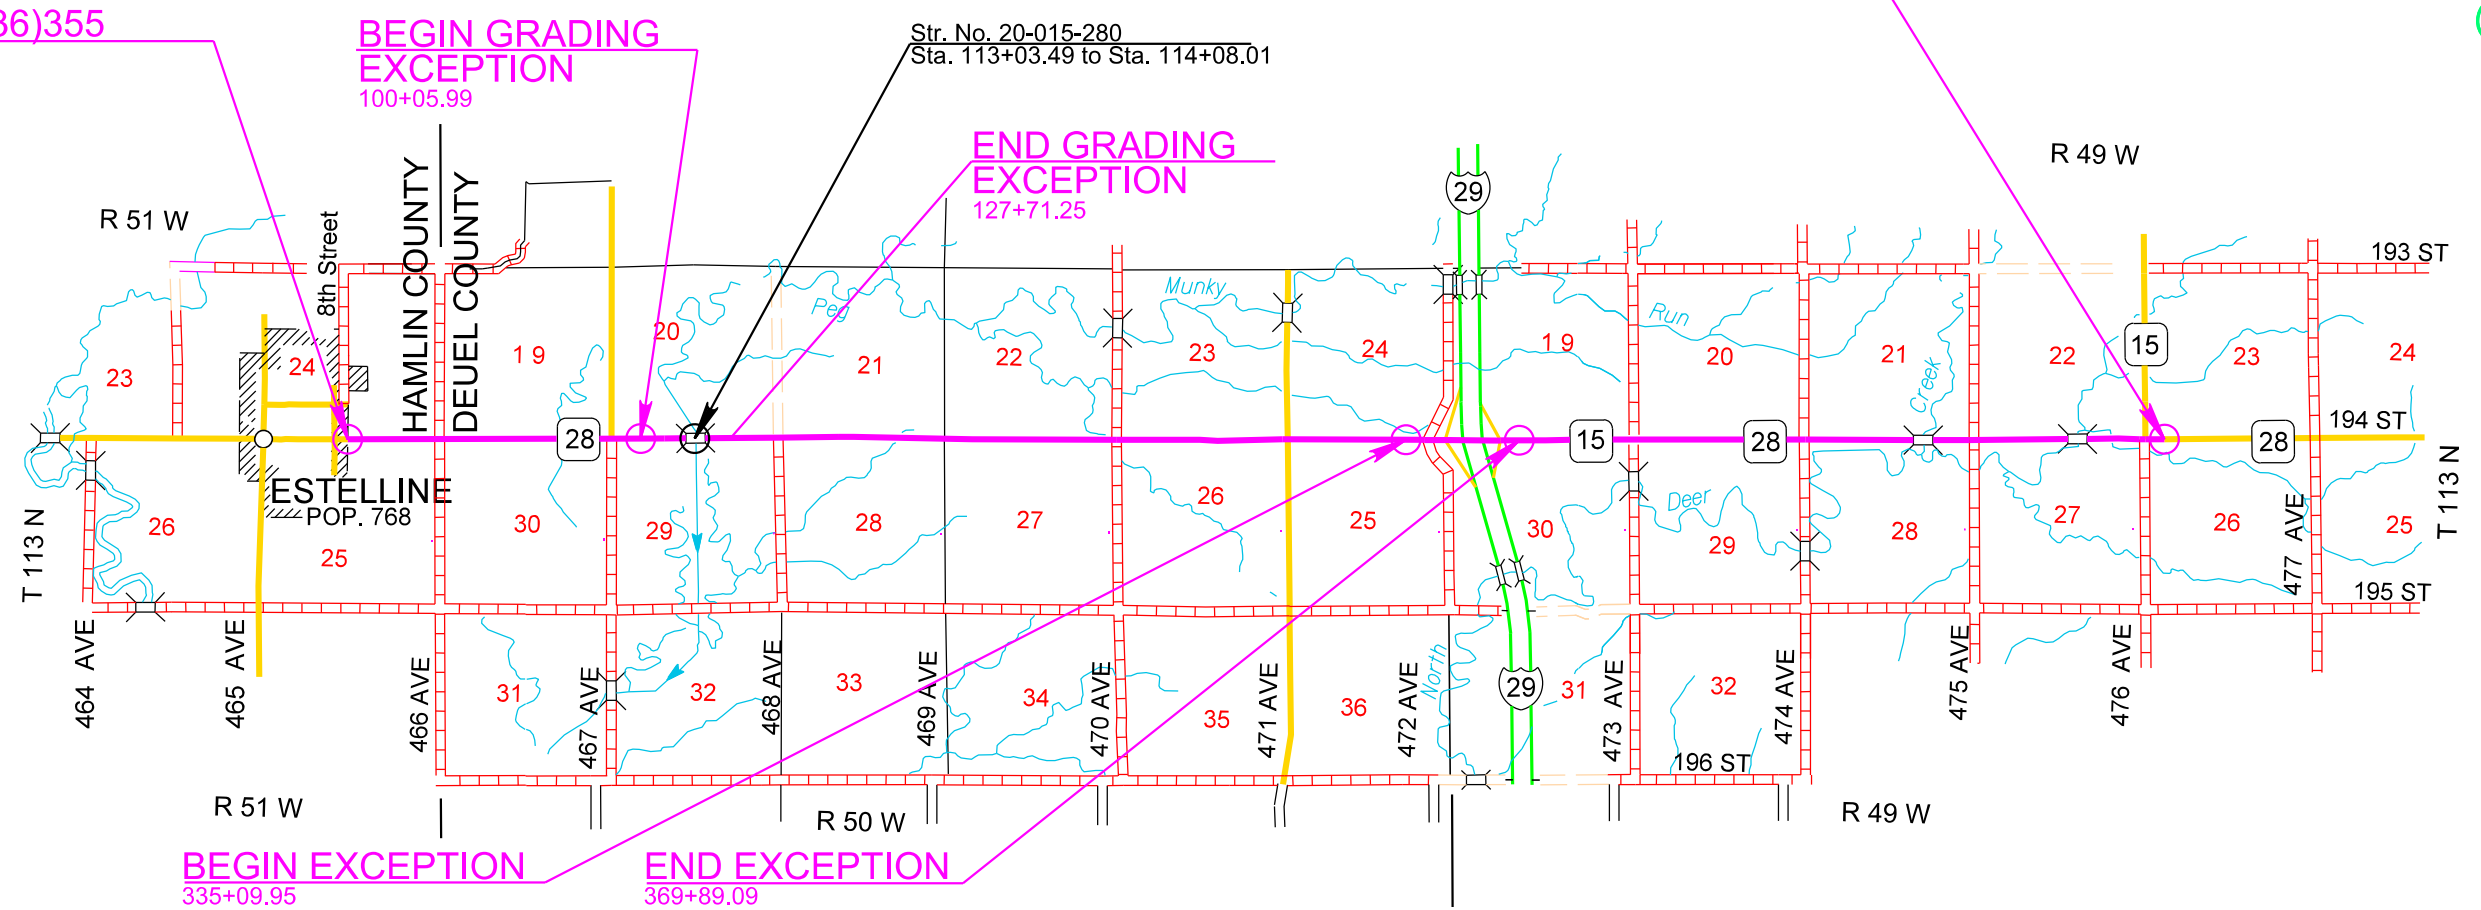 36)355
BEGIN GRADING
EXCEPTION
100+05.99
Str. No. 20-015-280
Sta. 113+03.49 to Sta. 114+08.01
END GRADING
EXCEPTION
127+71.25
R 51 W
8th Street
HAMLIN COUNTY
DEUEL COUNTY
29
R 49 W
193 ST
Peg
Munky
Run
Creek
23
24
1 9
20
21
22
23
24
1 9
20
21
22
15
23
24
28
15
28
28
194 ST
ESTELLINE
POP. 768
T 113 N
26
25
30
29
28
27
26
25
30
Deer
29
28
27
26
25
T 113 N
477 AVE
195 ST
464 AVE
465 AVE
466 AVE
467 AVE
468 AVE
469 AVE
470 AVE
471 AVE
472 AVE
North
29
473 AVE
474 AVE
475 AVE
476 AVE
31
32
33
34
35
36
31
32
196 ST
R 51 W
R 50 W
R 49 W
BEGIN EXCEPTION
335+09.95
END EXCEPTION
369+89.09